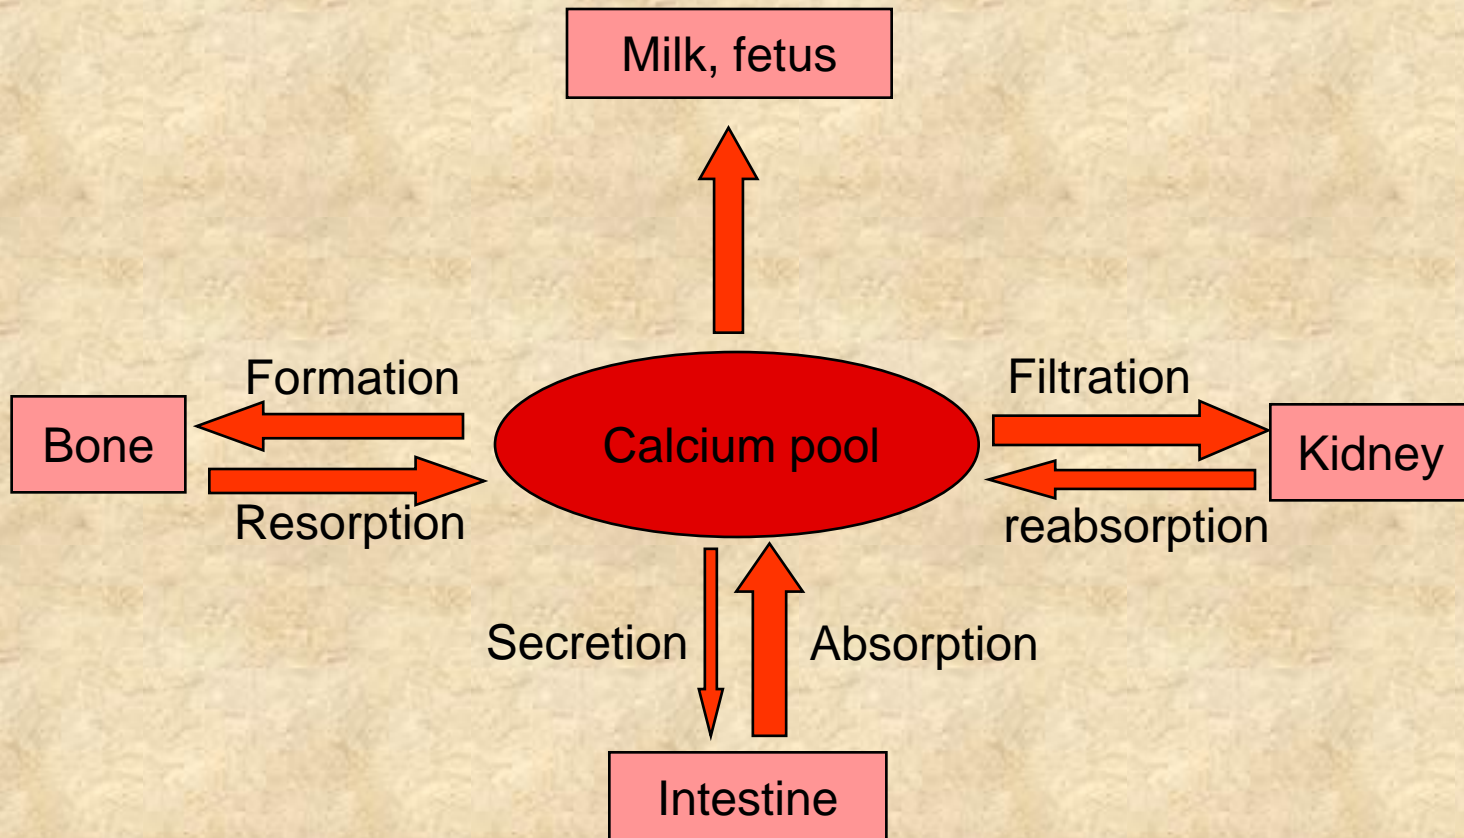 Milk, fetus
Formation
Filtration
Bone
Calcium pool
Kidney
Resorption
reabsorption
Secretion
Absorption
Intestine